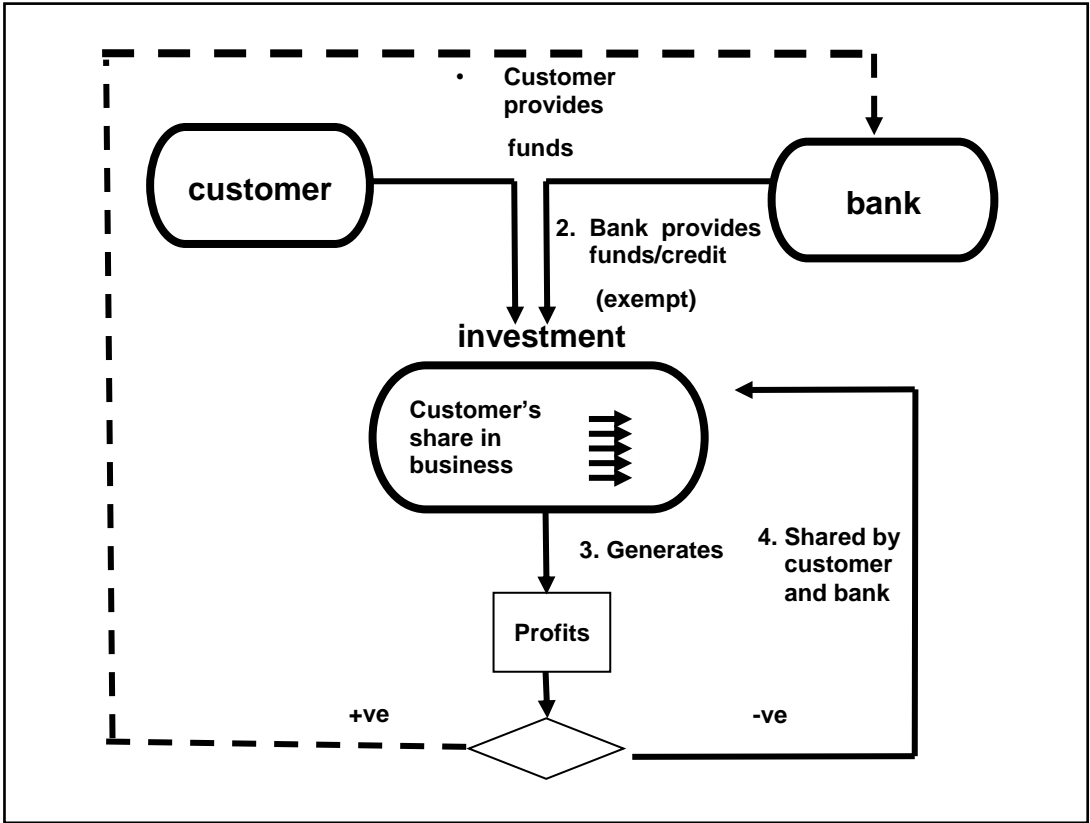 • Customer
provides
funds
customer
bank
2. Bank provides
funds/credit
(exempt)
investment
Customer’s
share in
business
3. Generates
4. Shared by
customer
and bank
Profits
+ve
-ve